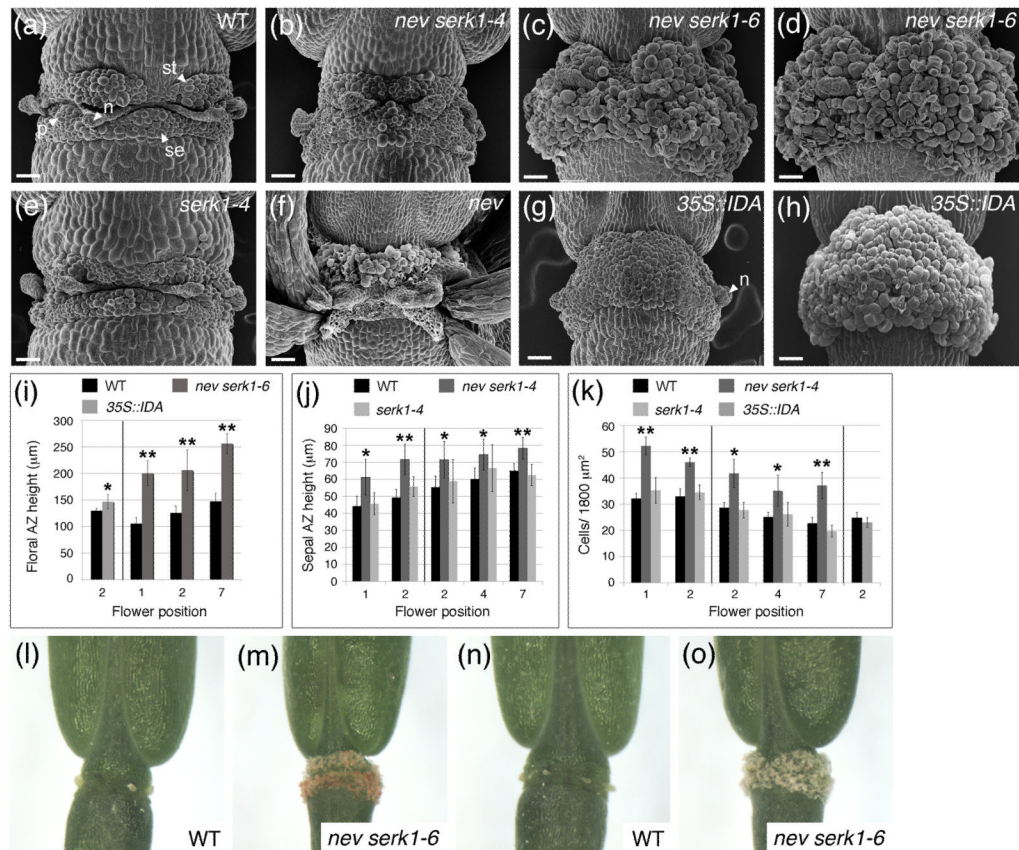 (a) WT
st
n
p
se
(b) nev serk1-4
(c) nev serk1-6
(d) nev serk1-6
(e) serk1-4
(f) nev
(g) 35S::IDA
n
(h) 35S::IDA
(i)
WT nev serk1-6
35S::IDA
Floral AZ height (μm)
300
250
200
150
100
50
0
* ** ** **
2 1 2 7
Flower position
(j)
WT nev serk1-4
serk1-4
Sepal AZ height (μm)
90
80
70
60
50
40
30
20
10
0
* ** * * **
1 2 2 4 7
Flower position
(k)
WT nev serk1-4
serk1-4 35S::IDA
Cells/ 1800 μm²
60
50
40
30
20
10
0
** ** * * **
1 2 2 4 7 2
Flower position
(l) WT
(m) nev serk1-6
(n) WT
(o) nev serk1-6